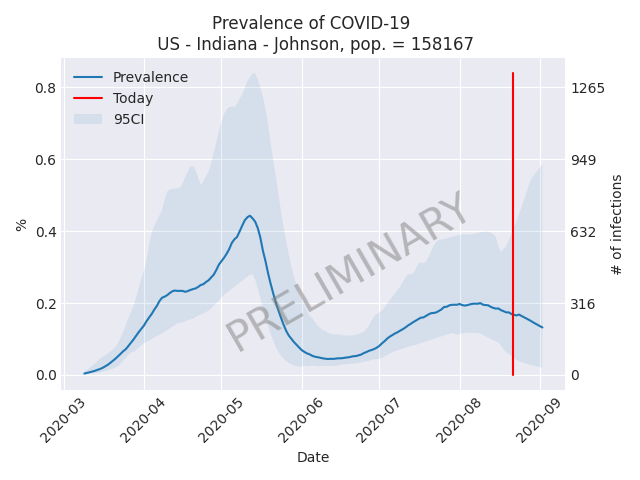 Prevalence of COVID-19
US - Indiana - Johnson, pop. = 158167
Prevalence
Today
95CI
0.8
0.6
0.4
0.2
0.0
%
1265
949
632
316
0
# of infections
PRELIMINARY
2020-03
2020-04
2020-05
2020-06
2020-07
2020-08
2020-09
Date